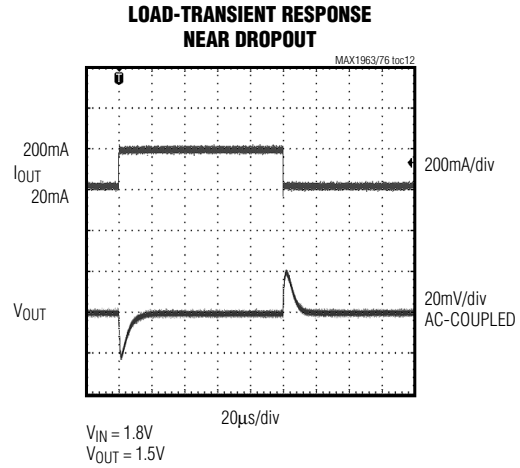 LOAD-TRANSIENT RESPONSE
NEAR DROPOUT
MAX1963/76 toc12
T
200mA
IOUT
20mA
200mA/div
VOUT
20mV/div
AC-COUPLED
20μs/div
VIN = 1.8V
VOUT = 1.5V